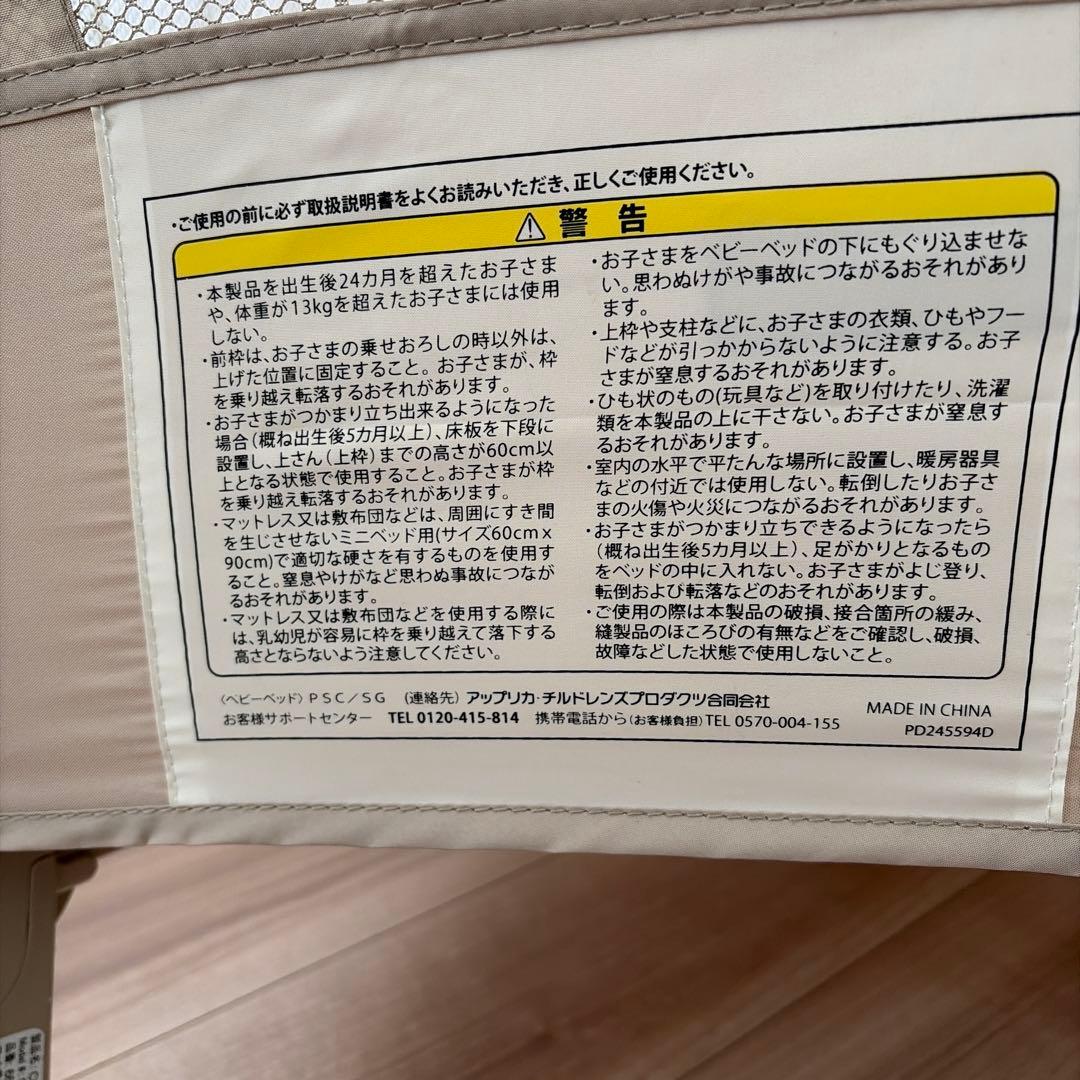 ・ご使用の前に必ず取扱説明書をよくお読みいただき、正しくご使用ください。
警告
・本製品を出生後24カ月を超えたお子さま
や、体重が13kgを超えたお子さまには使用
しない。
・前枠は、お子さまの乗せおろしの時以外は、
上げた位置に固定すること。お子さまが、枠
を乗り越え転落するおそれがあります。
・お子さまがつかまり立ち出来るようになった
場合(概ね出生後5カ月以上)、床板を下段に
設置し、上さん(上枠)までの高さが60cm以
上となる状態で使用すること。お子さまが枠
を乗り越え転落するおそれがあります。
・マットレス又は敷布団などは、周囲にすき間
を生じさせないミニベッド用(サイズ60cm x
90cm)で適切な硬さを有するものを使用す
ること。窒息やけがなど思わぬ事故につなが
るおそれがあります。
・マットレス又は敷布団などを使用する際に
は、乳幼児が容易に枠を乗り越えて落下する
高さとならないよう注意してください。
・お子さまをベビーベッドの下にもぐり込ませな
い。思わぬけがや事故につながるおそれがあり
ます。
・上枠や支柱などに、お子さまの衣類、ひもやフー
ドなどが引っかからないように注意する。お子
さまが窒息するおそれがあります。
・ひも状のもの(玩具など)を取り付けたり、洗濯
類を本製品の上に干さない。お子さまが窒息す
るおそれがあります。
・室内の水平で平たんな場所に設置し、暖房器具
などの付近では使用しない。転倒したりお子さ
まの火傷や火災につながるおそれがあります。
・お子さまがつかまり立ちできるようになったら
(概ね出生後5カ月以上)、足がかりとなるもの
をベッドの中に入れない。お子さまがよじ登り、
転倒および転落などのおそれがあります。
・ご使用の際は本製品の破損、接合箇所の緩み、
縫製品のほころびの有無などをご確認し、破損、
故障などした状態で使用しないこと。
〈ベビーベッド〉PSC/SG (連絡先)アップリカ・チルドレンズプロダクツ合同会社
お客様サポートセンター TEL 0120-415-814 携帯電話から(お客様負担)TEL 0570-004-155
MADE IN CHINA
PD245594D
製品名:
Model #:
品番: